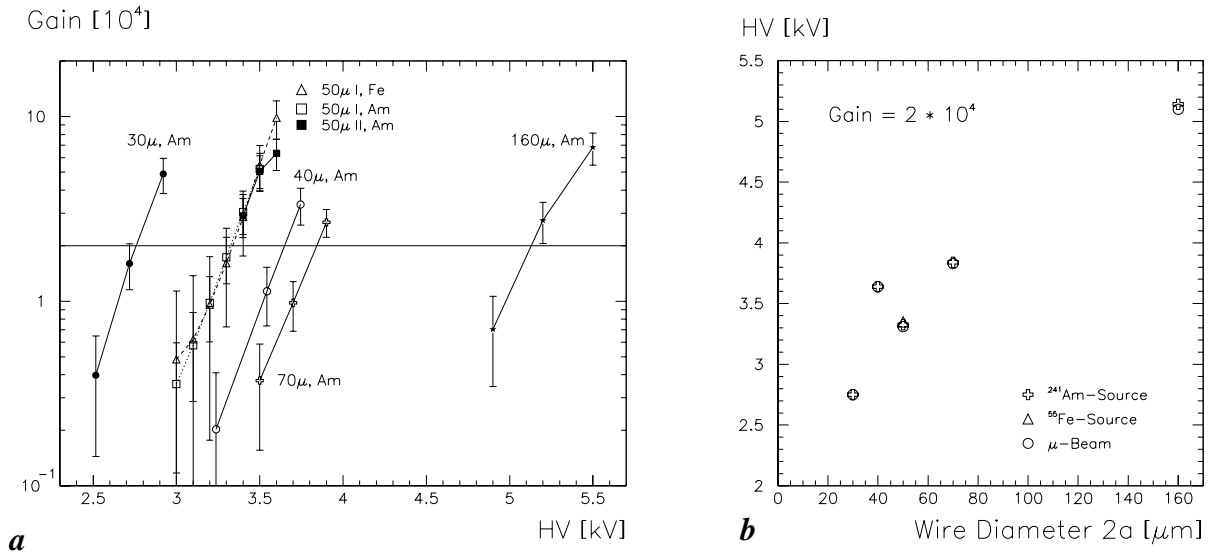 Gain [10⁴]
50μ I, Fe
50μ I, Am
50μ II, Am
30μ, Am
40μ, Am
160μ, Am
70μ, Am
10
1
10⁻¹
2.5 3 3.5 4 4.5 5 5.5
HV [kV]
a
HV [kV]
Gain = 2 * 10⁴
5.5
5
4.5
4
3.5
3
2.5
2
²⁴¹Am-Source
⁵⁵Fe-Source
μ-Beam
0 20 40 60 80 100 120 140 160
Wire Diameter 2a [μm]
b